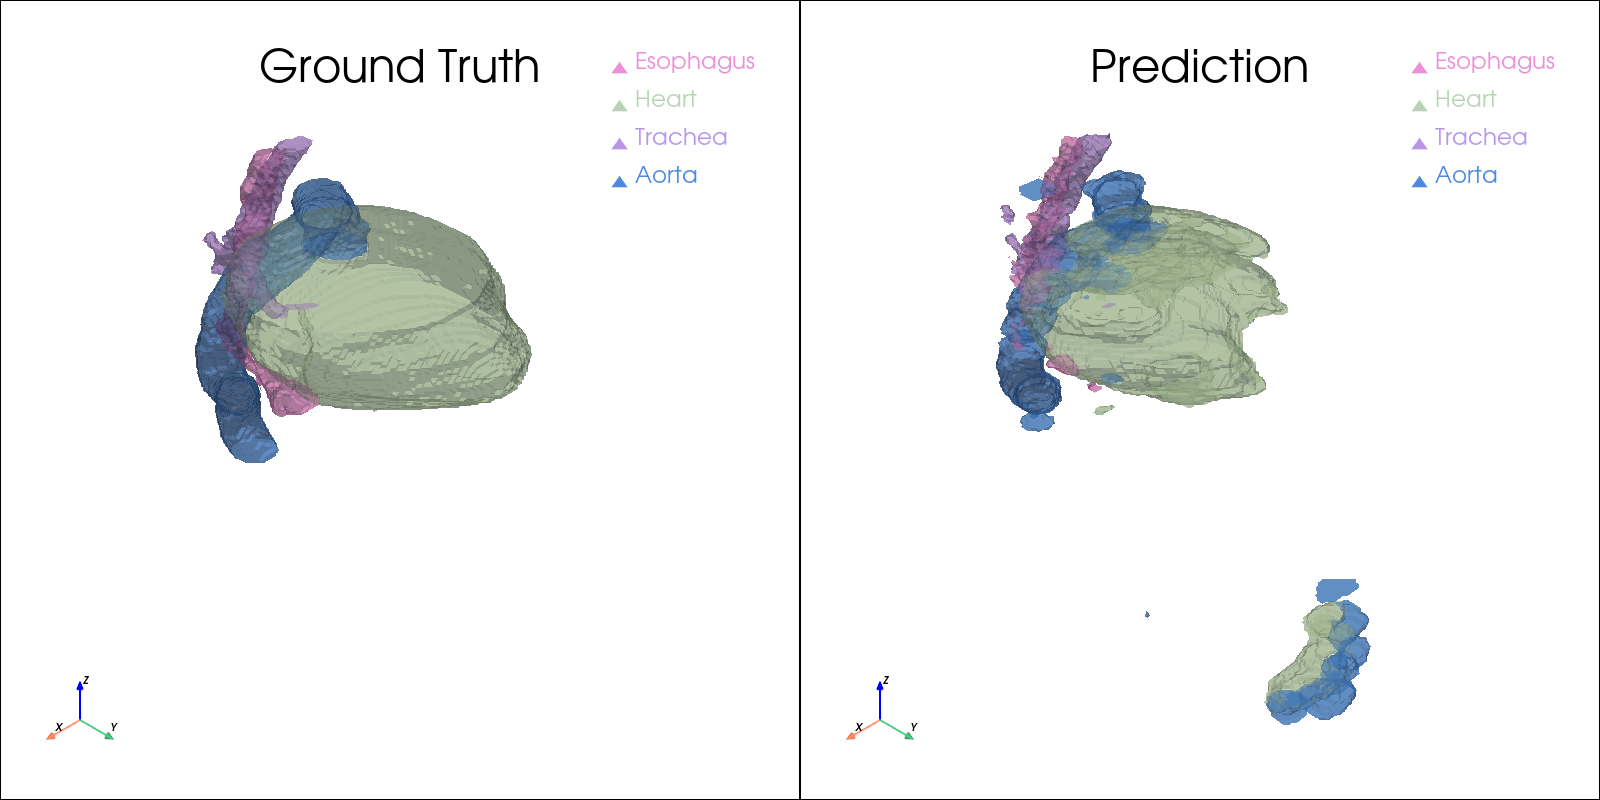 Ground Truth
Esophagus
Heart
Trachea
Aorta
Z
X
Y
Prediction
Esophagus
Heart
Trachea
Aorta
Z
X
Y